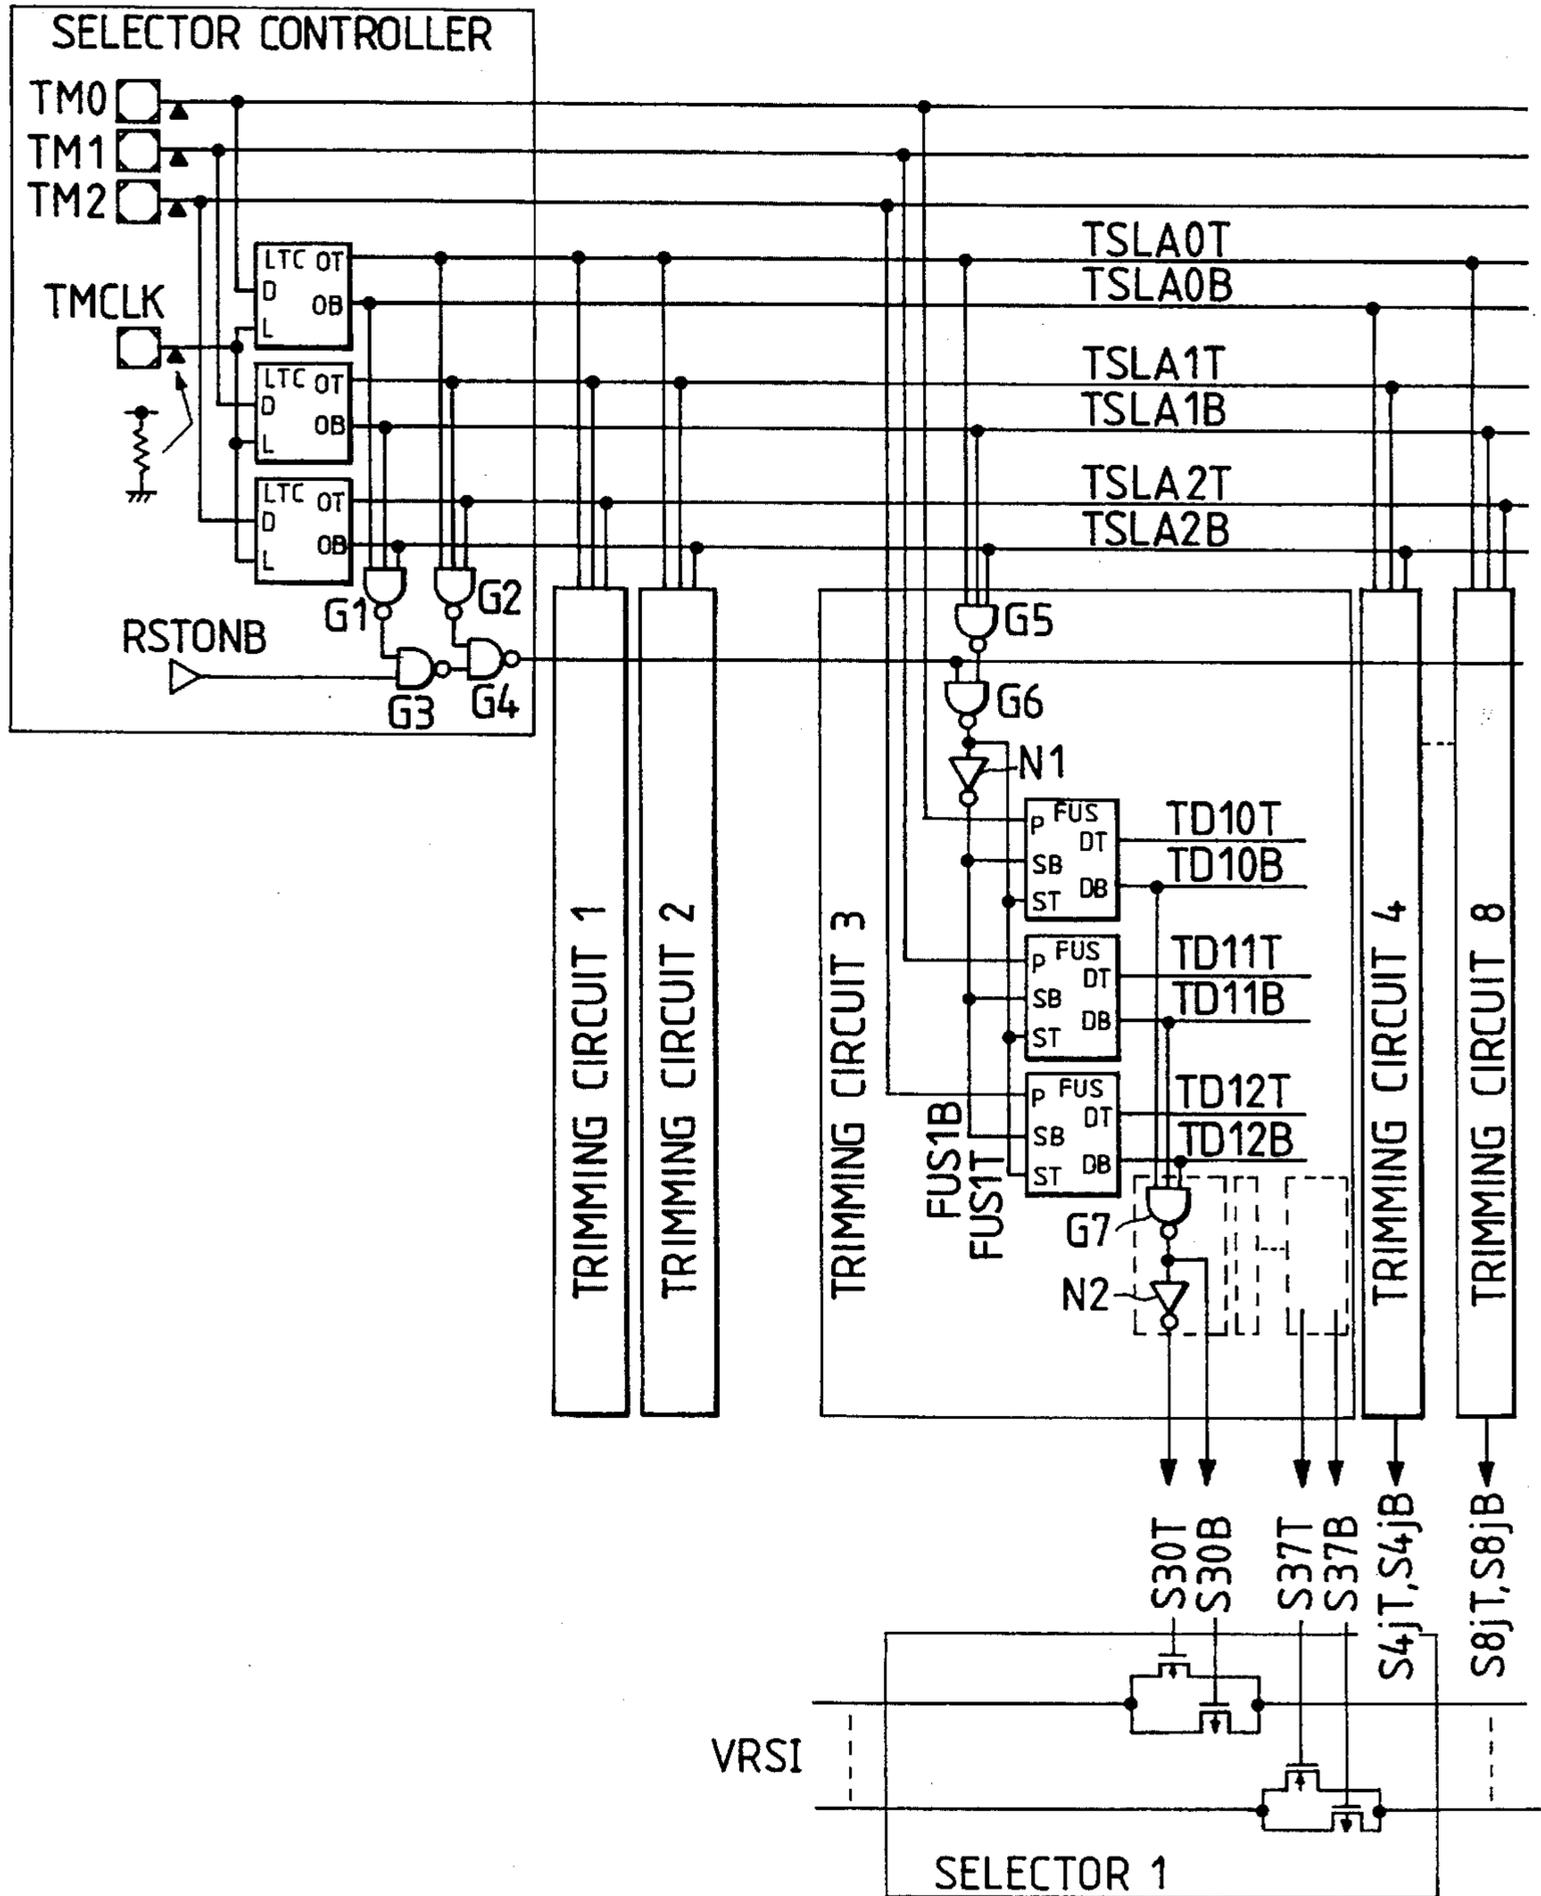 SELECTOR CONTROLLER
TM0
TM1
TM2
TMCLK
LTC OT
D
OB
L
LTC OT
D
OB
L
LTC OT
D
OB
L
G1
G2
RSTONB
G3
G4
TSLA0T
TSLA0B
TSLA1T
TSLA1B
TSLA2T
TSLA2B
TRIMMING CIRCUIT 1
TRIMMING CIRCUIT 2
TRIMMING CIRCUIT 3
G5
G6
N1
P FUS
DT
SB
DB
ST
TD10T
TD10B
P FUS
DT
SB
DB
ST
TD11T
TD11B
P FUS
DT
SB
DB
ST
TD12T
TD12B
FUS1B
FUS1T
G7
N2
TRIMMING CIRCUIT 4
TRIMMING CIRCUIT 8
S30T
S30B
S37T
S37B
S4jT,S4jB
S8jT,S8jB
VRSI
SELECTOR 1